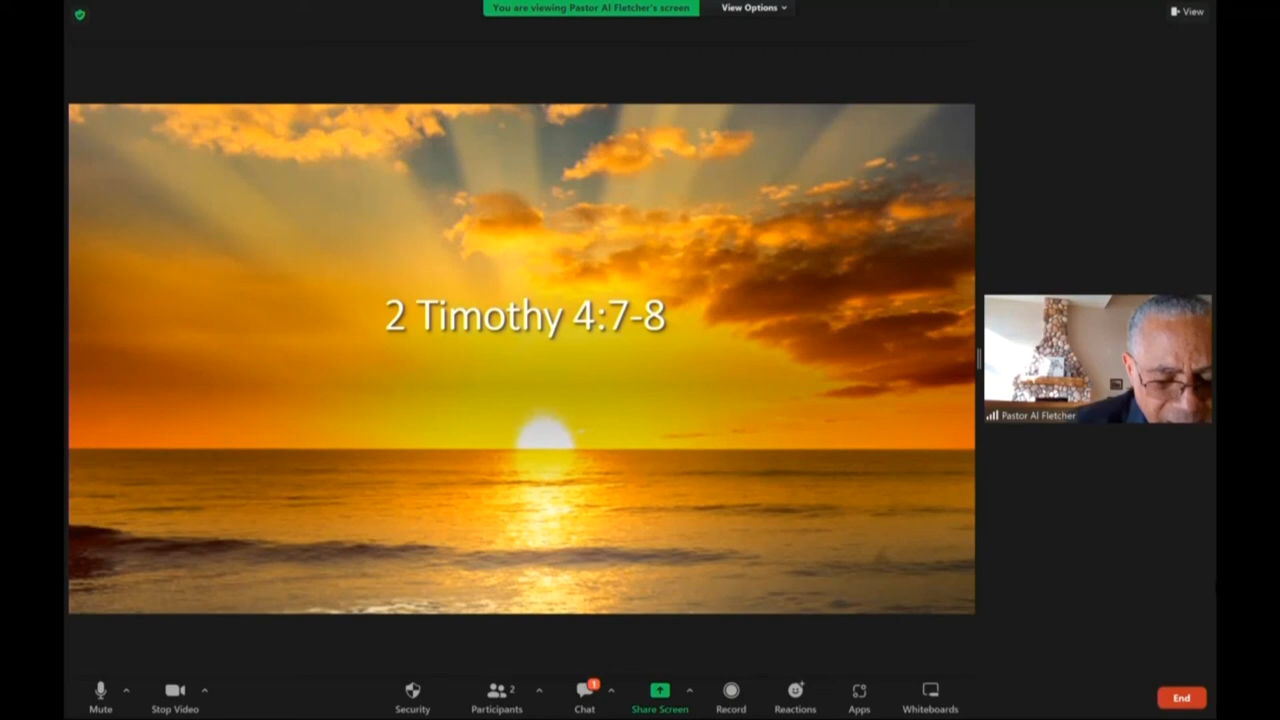 You are viewing Pastor Al Fletcher's screen
View Options
View
2 Timothy 4:7-8
Pastor Al Fletcher
Mute
Stop Video
Security
2
Participants
1
Chat
Share Screen
Record
Reactions
Apps
Whiteboards
End